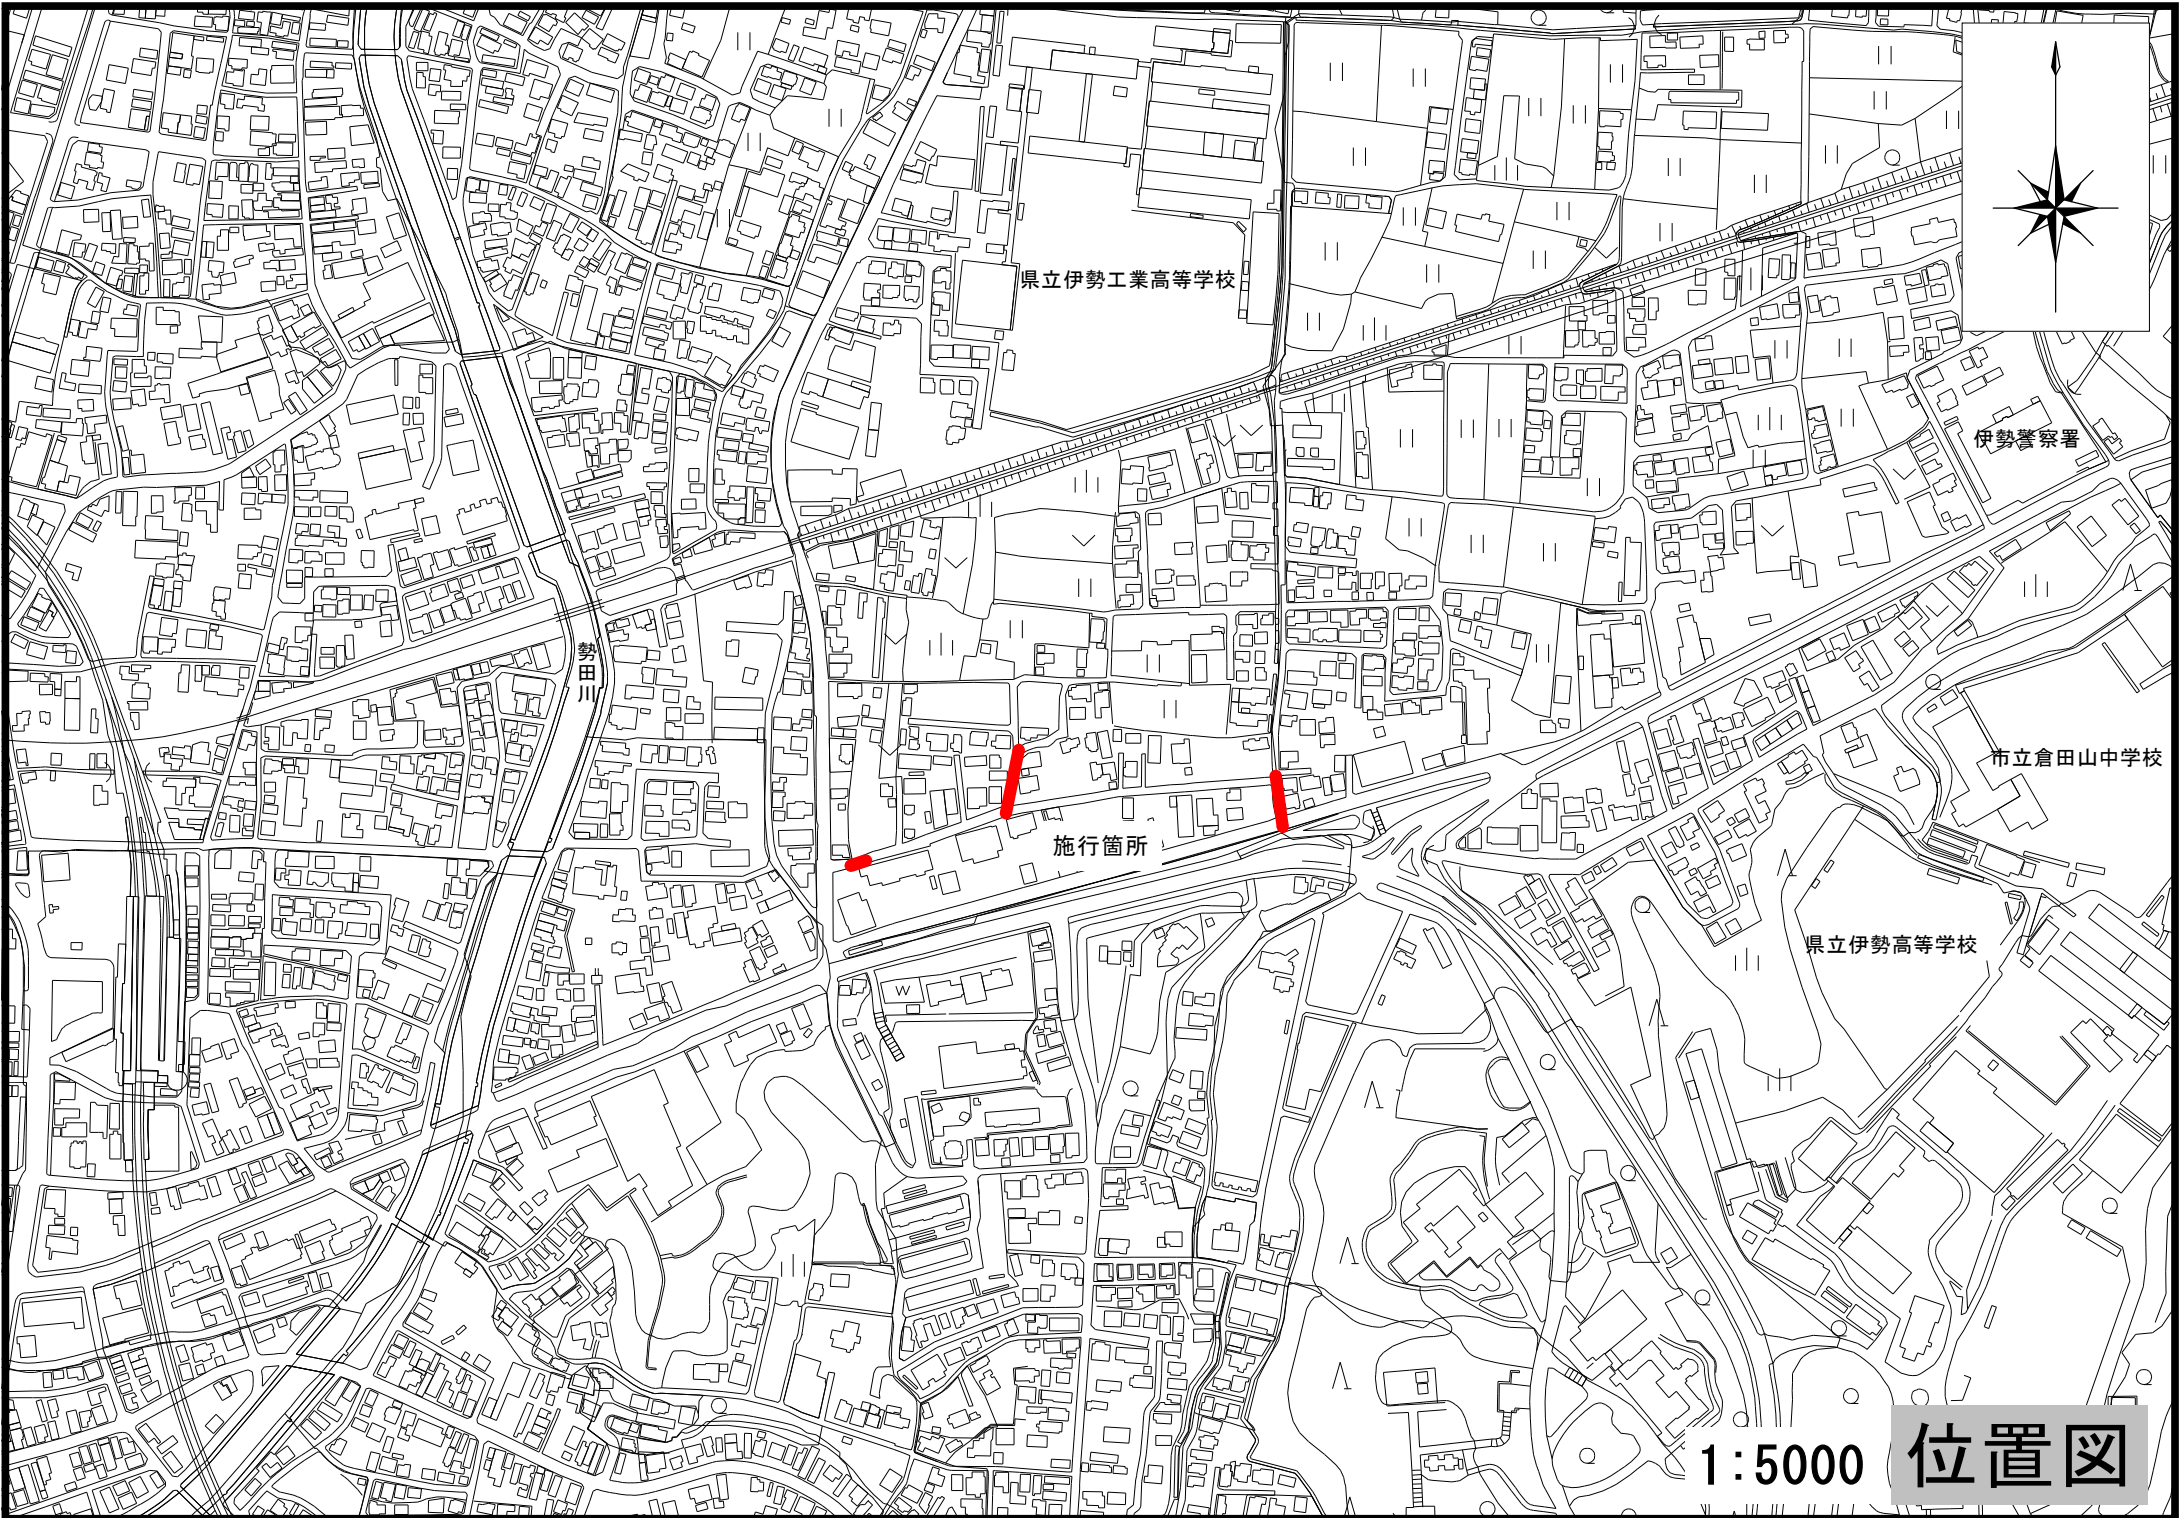 県立伊勢工業高等学校
伊勢警察署
勢田川
市立倉田山中学校
施行箇所
県立伊勢高等学校
W
1:5000
位置図